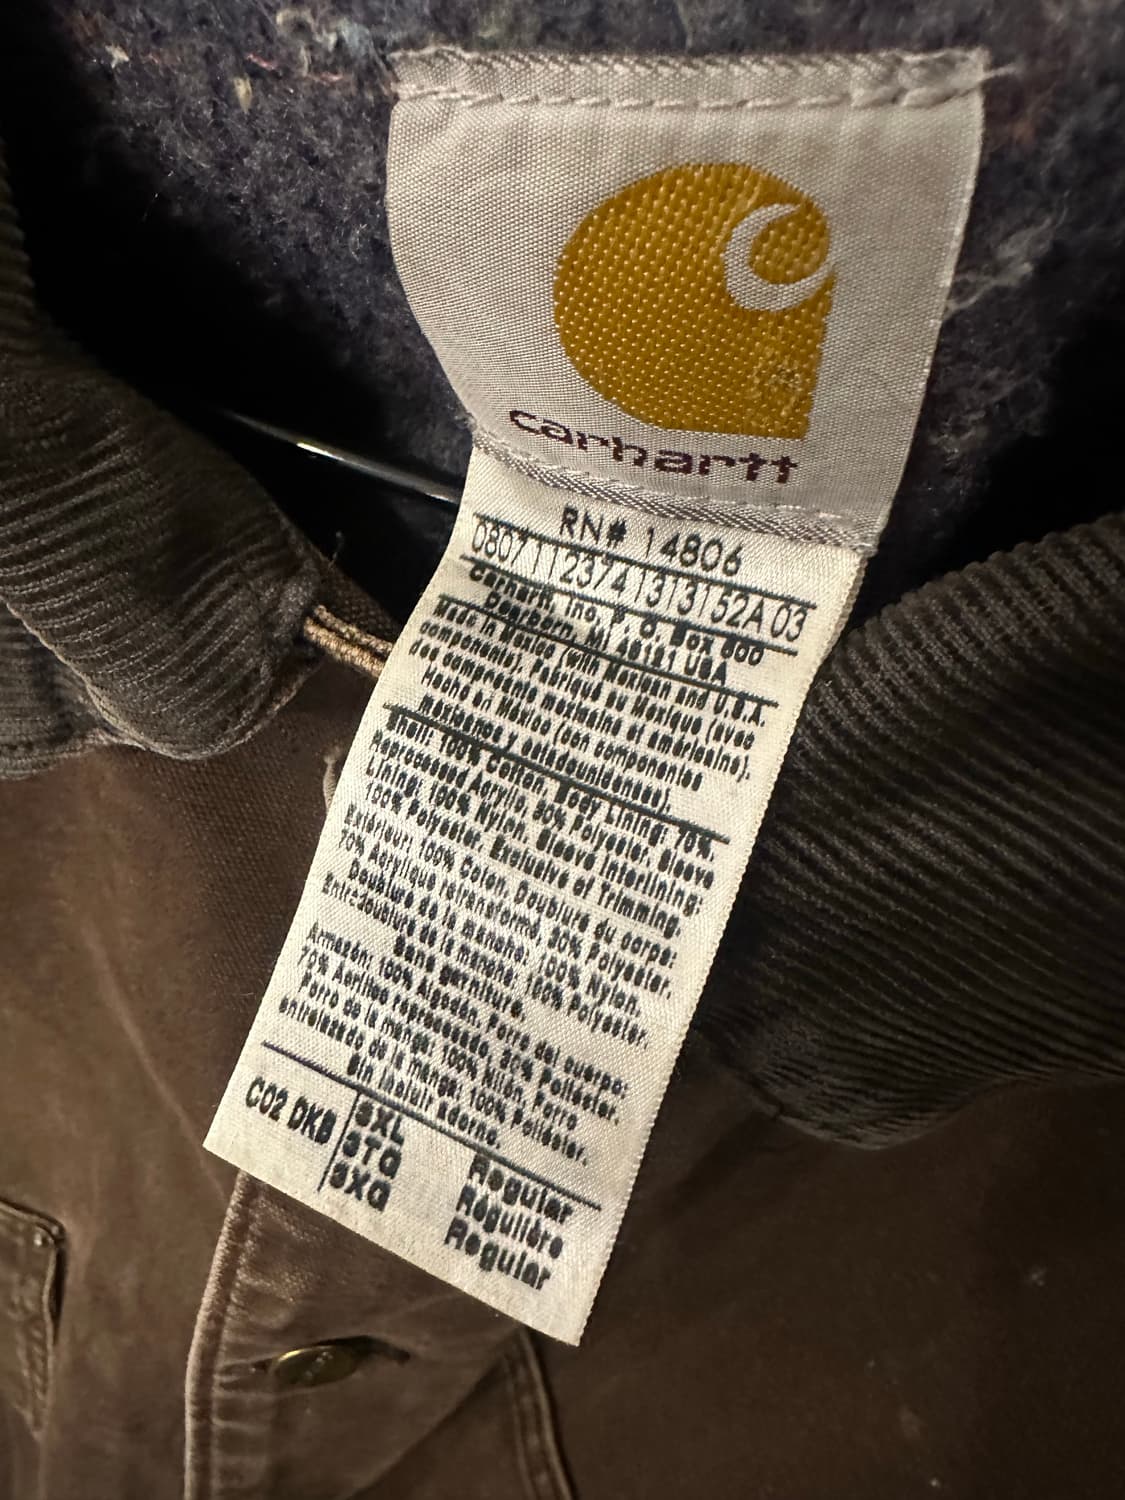 carhartt
RN# 14806
0807 11237413131 52A 03
Carhartt, Inc. P. O. Box 600
Dearborn, MI 48121 USA
Made in Mexico (with Mexican and U.S.A.
components). Fabriqué au Mexique (avec
des composants mexicains et américains).
Hecho en México (con componentes
mexicanos y estadounidenses).
Shell: 100% Cotton, Body Lining: 70%
Reprocessed Acrylic, 30% Polyester. Sleeve
Lining: 100% Nylon. Sleeve Interlining:
100% Polyester. Exclusive of Trimming.
Extérieur: 100% Coton, Doublure du corps:
70% Acrylique retransformé, 30% Polyester.
Doublure de la manche: 100% Nylon.
Entre-doublure de la manche: 100% Polyester.
Sans garniture.
Armazón: 100% Algodón, Forro del cuerpo:
70% Acrílico reprocesado, 30% Poliéster.
Forro de la manga: 100% Nilón, Forro
entrelazado de la manga: 100% Poliéster.
Sin incluir adorno.
C02 DKB
3XL Regular
3TG Régulière
3XG Regular